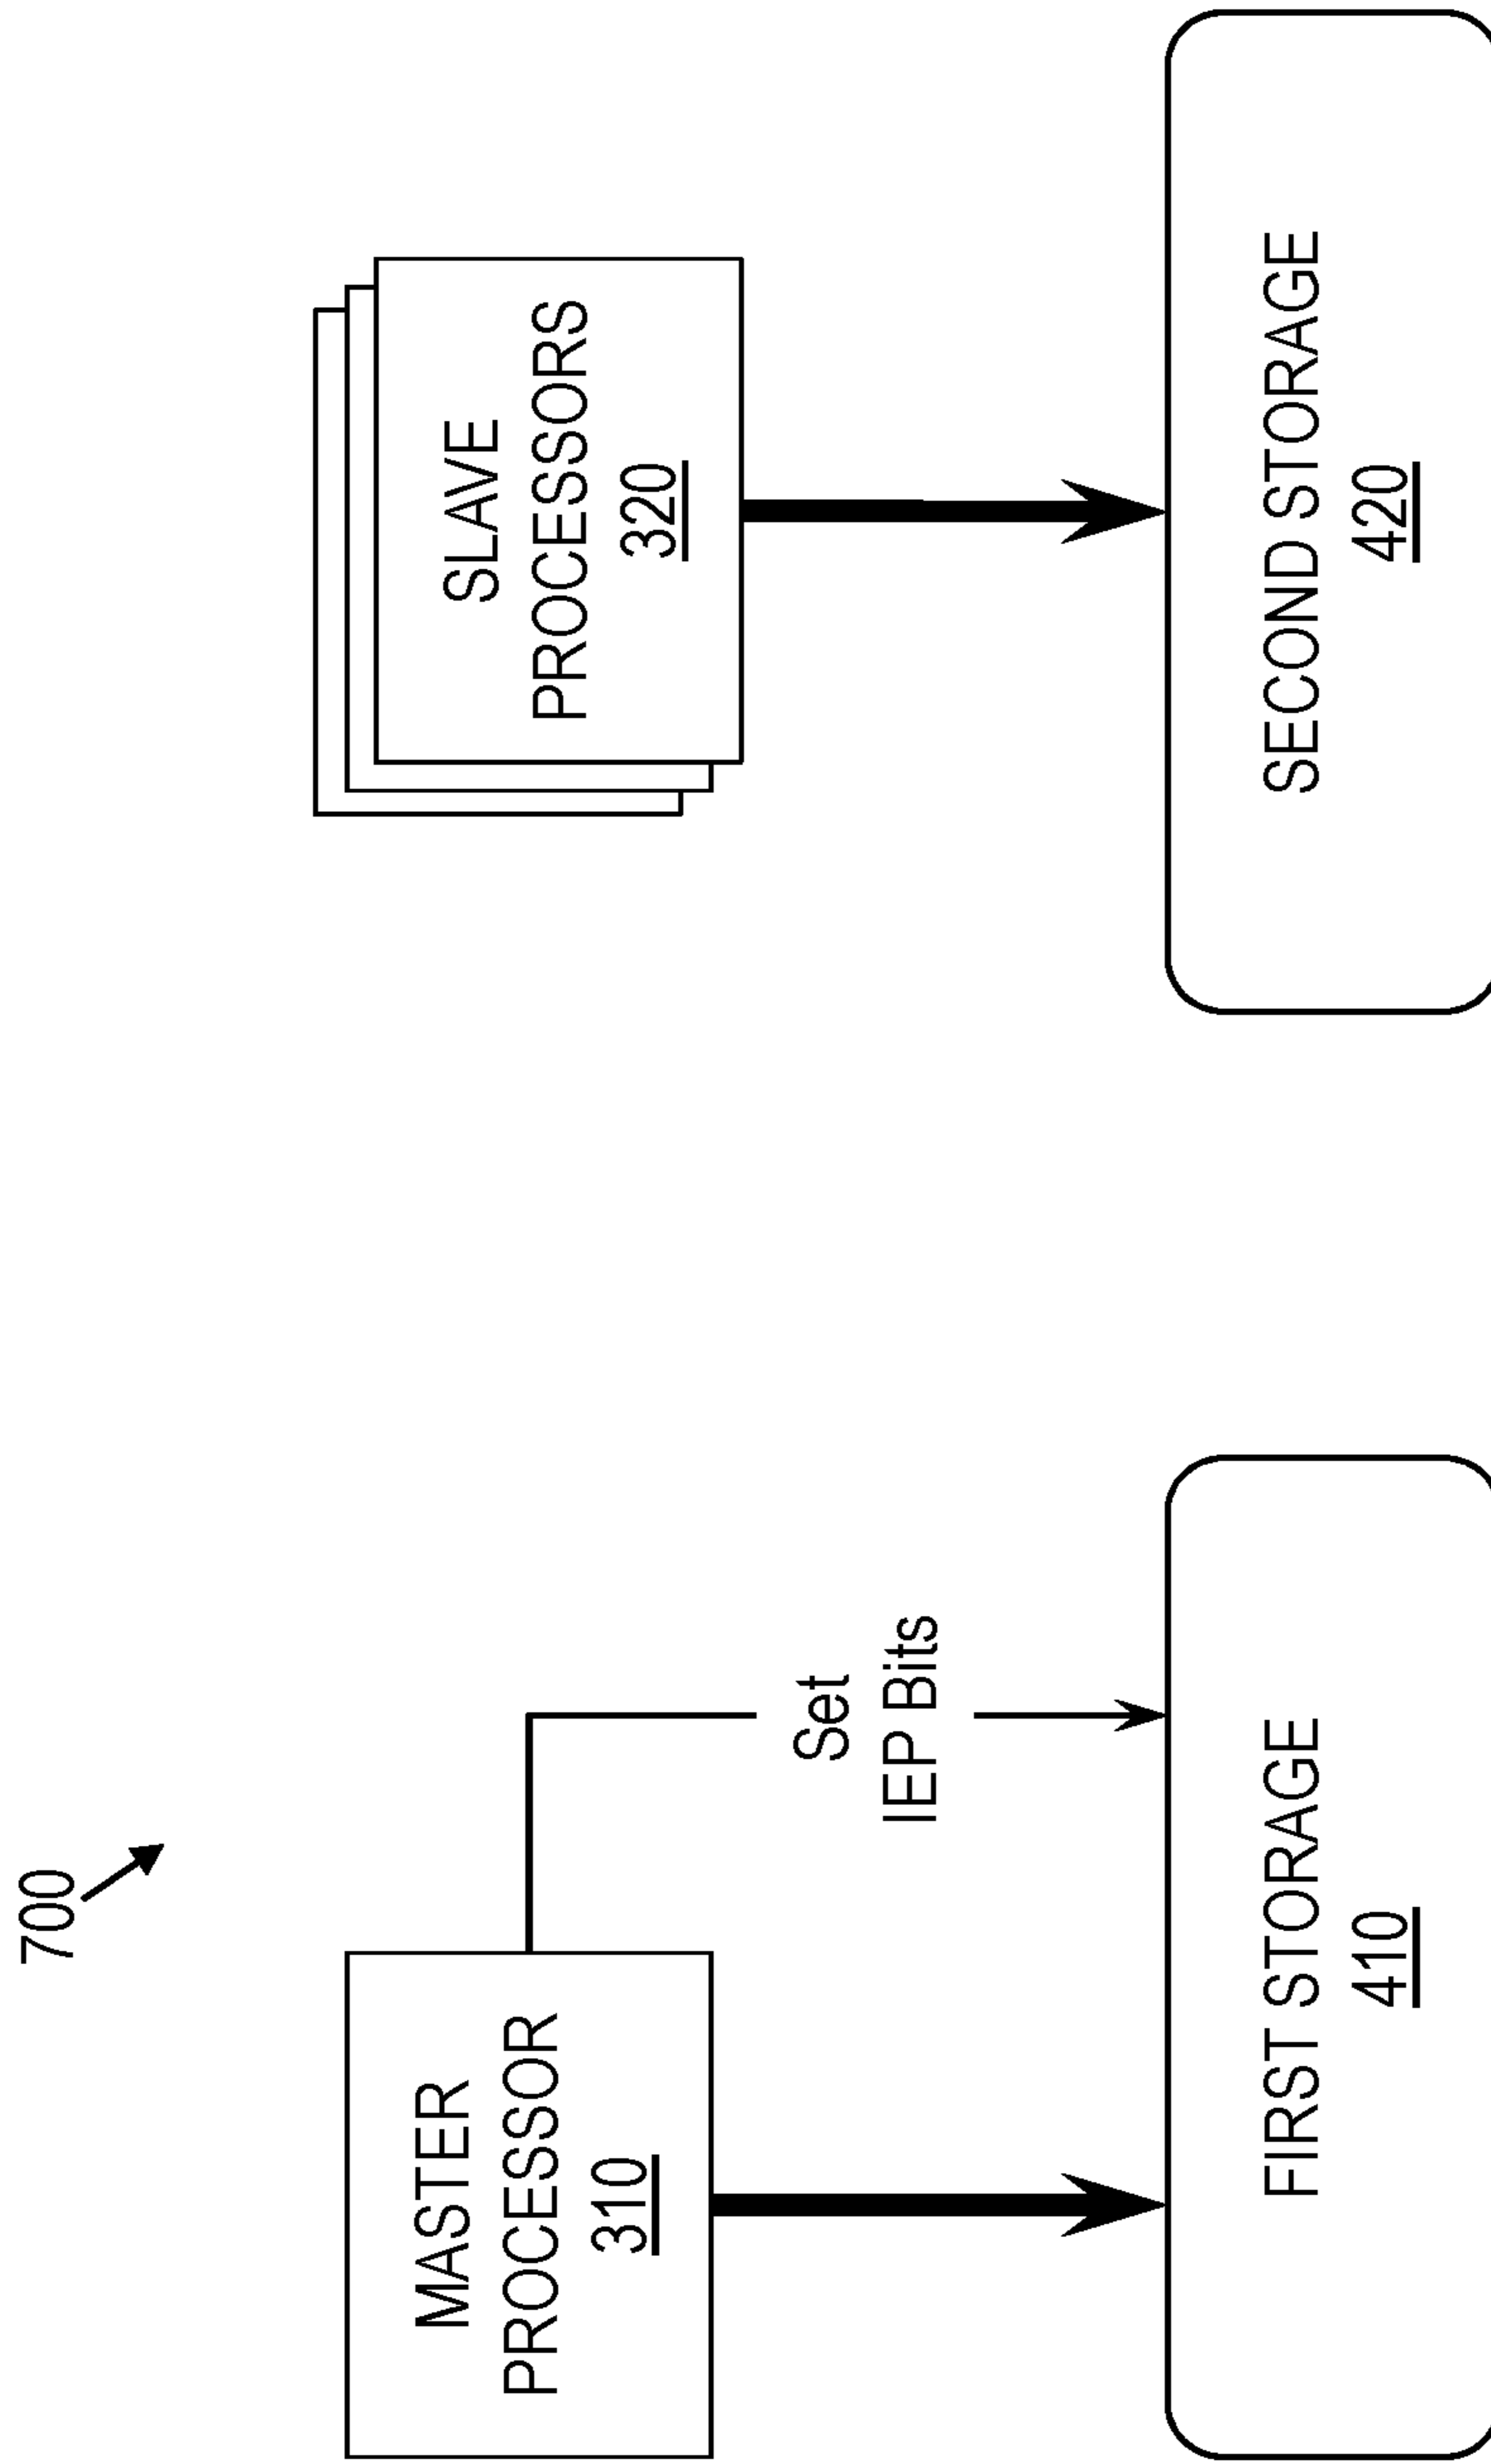 700
MASTER
PROCESSOR
310
Set
IEP Bits
FIRST STORAGE
410
SLAVE
PROCESSORS
320
SECOND STORAGE
420